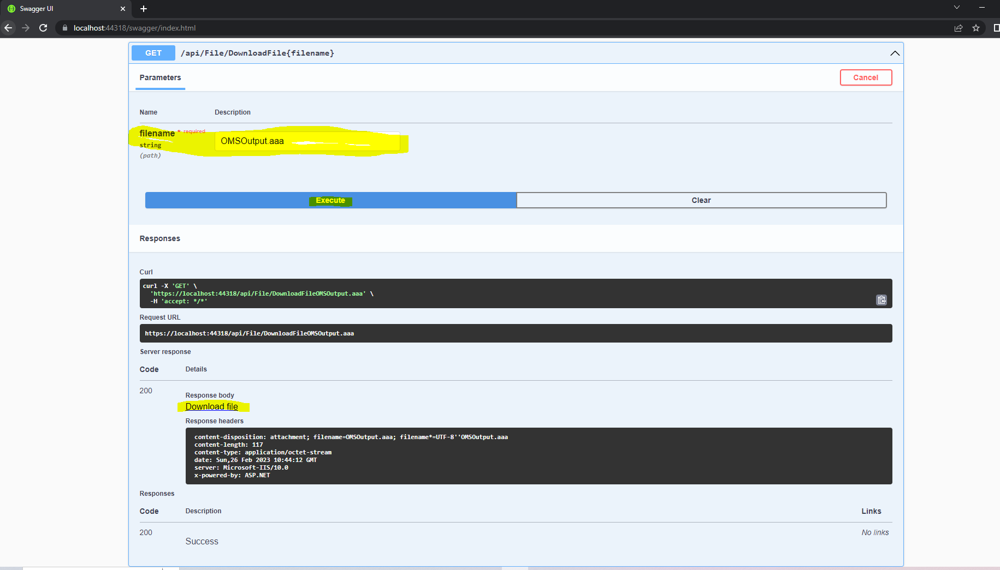 Swagger UI
localhost:44318/swagger/index.html
GET /api/File/DownloadFile{filename}
Parameters
Cancel
Name Description
filename * required
string
(path)
OMSOutput.aaa
Execute Clear
Responses
Curl
curl -X 'GET' \
'https://localhost:44318/api/File/DownloadFileOMSOutput.aaa' \
-H 'accept: */*'
Request URL
https://localhost:44318/api/File/DownloadFileOMSOutput.aaa
Server response
Code Details
200
Response body
Download file
Response headers
content-disposition: attachment; filename=OMSOutput.aaa; filename*=UTF-8''OMSOutput.aaa
content-length: 117
content-type: application/octet-stream
date: Sun,26 Feb 2023 10:44:12 GMT
server: Microsoft-IIS/10.0
x-powered-by: ASP.NET
Responses
Code Description Links
200 No links
Success